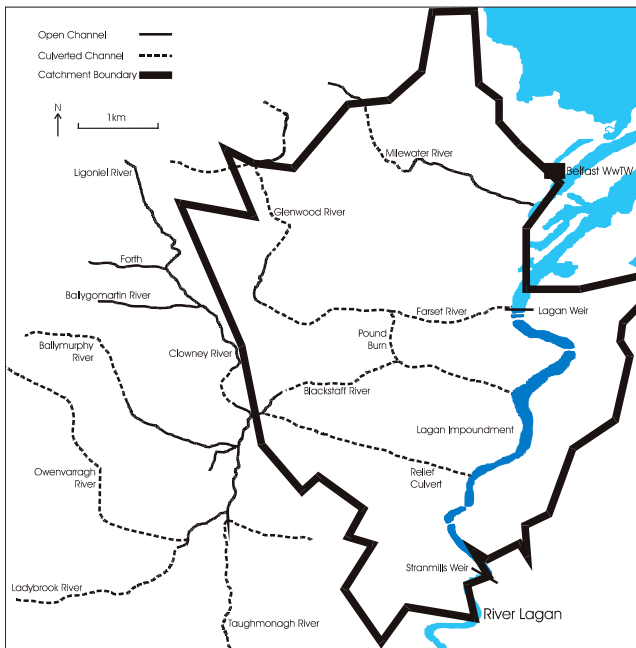 Open Channel
Culverted Channel
Catchment Boundary
N
1km
Milewater River
Belfast WwTW
Ligoniel River
Glenwood River
Forth
Ballygomartin River
Farset River
Lagan Weir
Pound
Burn
Ballymurphy
River
Clowney River
Blackstaff River
Lagan Impoundment
Owenvarragh
River
Relief
Culvert
Stranmills Weir
Ladybrook River
River Lagan
Taughmonagh River